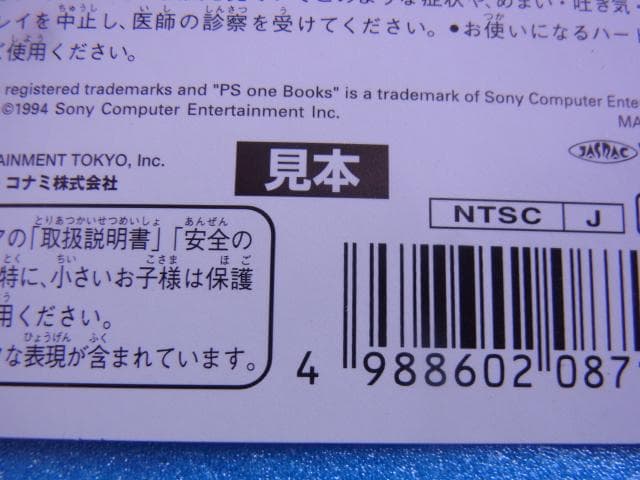 レイを中止し、医師の診察を受けてください。●お使いになるハード
ご使用ください。
registered trademarks and "PS one Books" is a trademark of Sony Computer Enter
©1994 Sony Computer Entertainment Inc.
MA
JASRAC
AINMENT TOKYO, Inc.
コナミ株式会社
見本
NTSC J
アの「取扱説明書」「安全の
特に、小さいお子様は保護
用ください。
な表現が含まれています。
4 988602 087